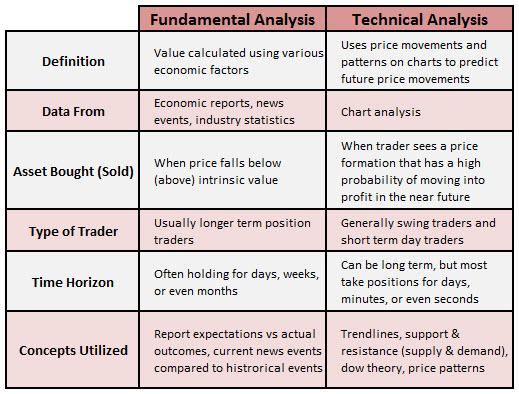 Fundamental Analysis Technical Analysis
Definition
Value calculated using various
economic factors
Uses price movements and
patterns on charts to predict
future price movements
Data From
Economic reports, news
events, industry statistics
Chart analysis
Asset Bought (Sold)
When price falls below
(above) intrinsic value
When trader sees a price
formation that has a high
probability of moving into
profit in the near future
Type of Trader
Usually longer term position
traders
Generally swing traders and
short term day traders
Time Horizon
Often holding for days, weeks,
or even months
Can be long term, but most
take positions for days,
minutes, or even seconds
Concepts Utilized
Report expectations vs actual
outcomes, current news events
compared to histrorical events
Trendlines, support &
resistance (supply & demand),
dow theory, price patterns